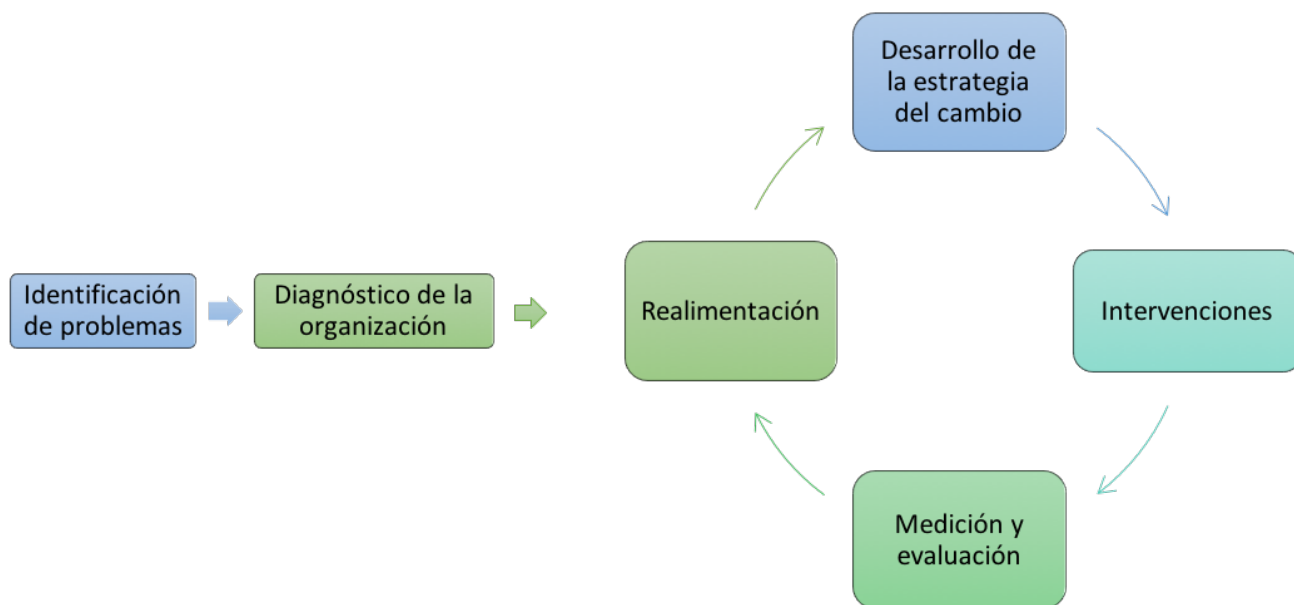 Identificación
de problemas
Diagnóstico de la
organización
Realimentación
Desarrollo de
la estrategia
del cambio
Intervenciones
Medición y
evaluación